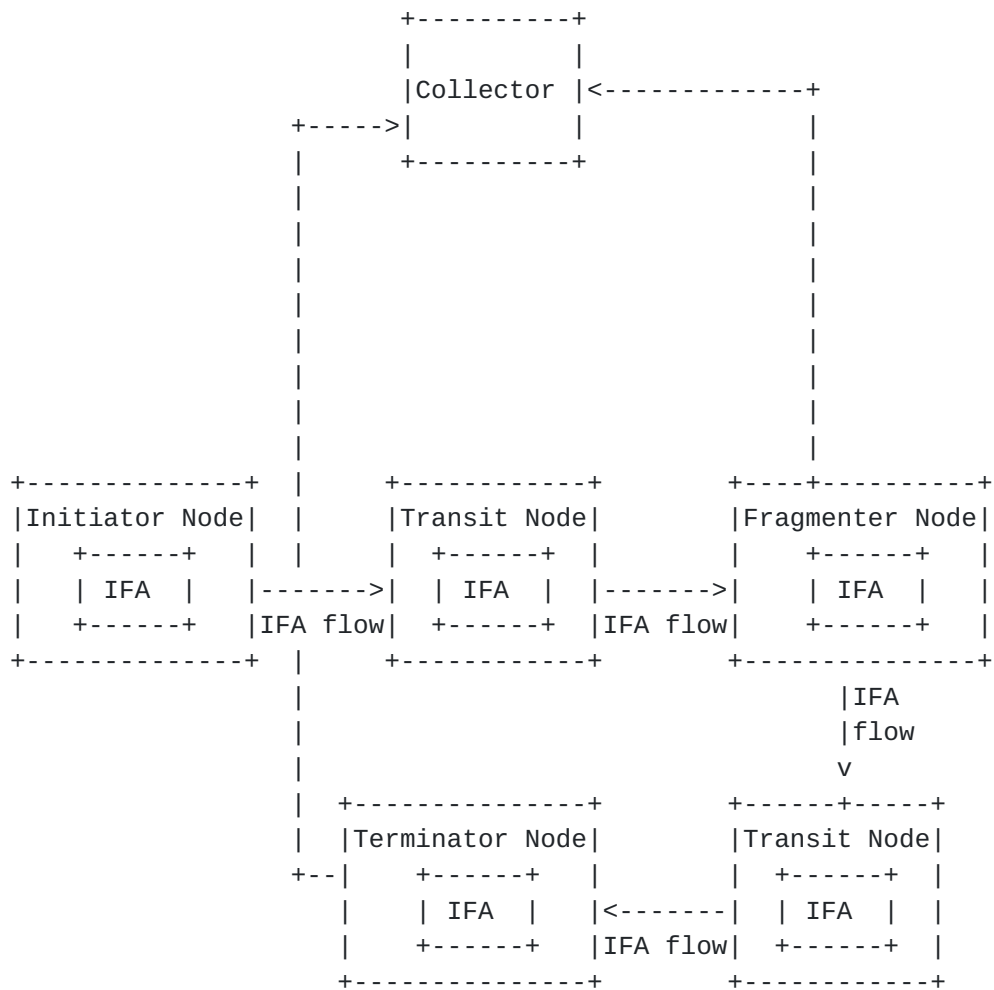 Collector
Initiator Node Transit Node Fragmenter Node
IFA IFA IFA
IFA flow IFA flow
IFA
flow
Terminator Node Transit Node
IFA IFA
IFA flow